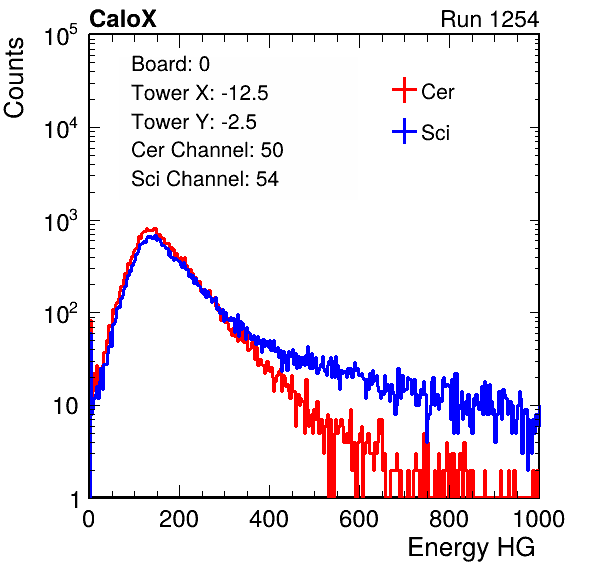 CaloX Run 1254
Counts
Board: 0
Tower X: -12.5
Tower Y: -2.5
Cer Channel: 50
Sci Channel: 54
Cer
Sci
10^5
10^4
10^3
10^2
10
1
0 200 400 600 800 1000
Energy HG